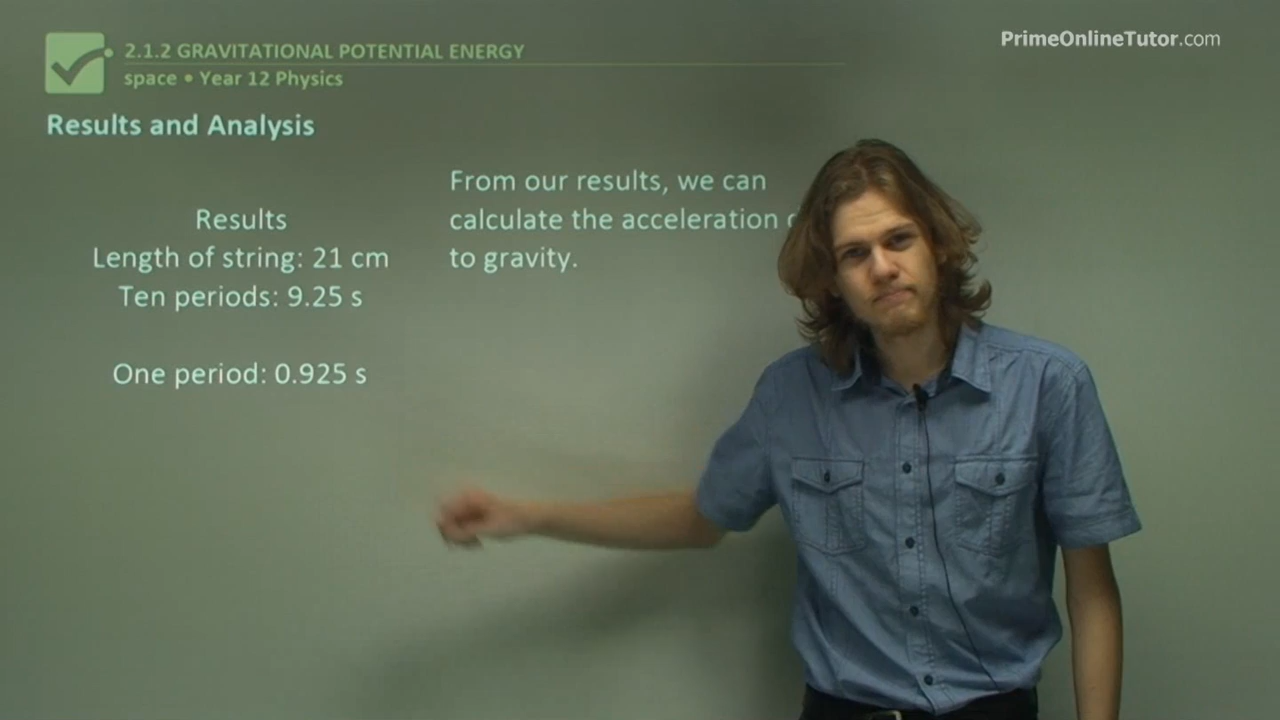 PrimeOnlineTutor.com
2.1.2 GRAVITATIONAL POTENTIAL ENERGY
space • Year 12 Physics
Results and Analysis
Results
Length of string: 21 cm
Ten periods: 9.25 s
One period: 0.925 s
From our results, we can
calculate the acceleration
to gravity.